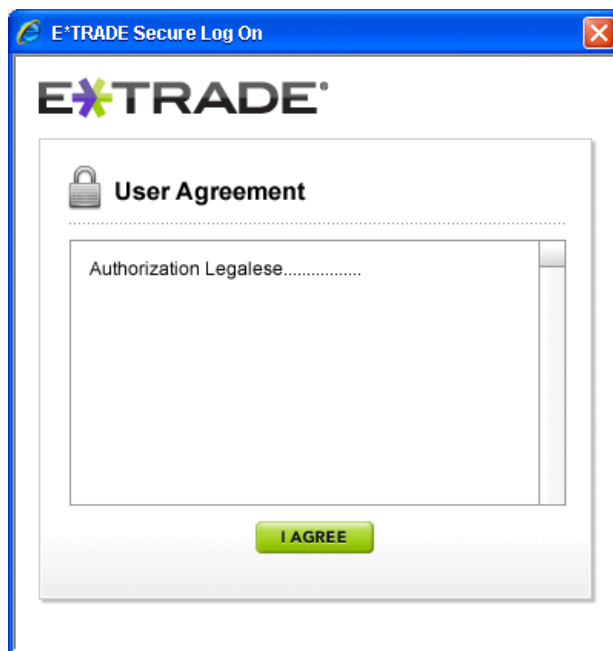 E*TRADE Secure Log On
E*TRADE®
User Agreement
Authorization Legalese.................
I AGREE